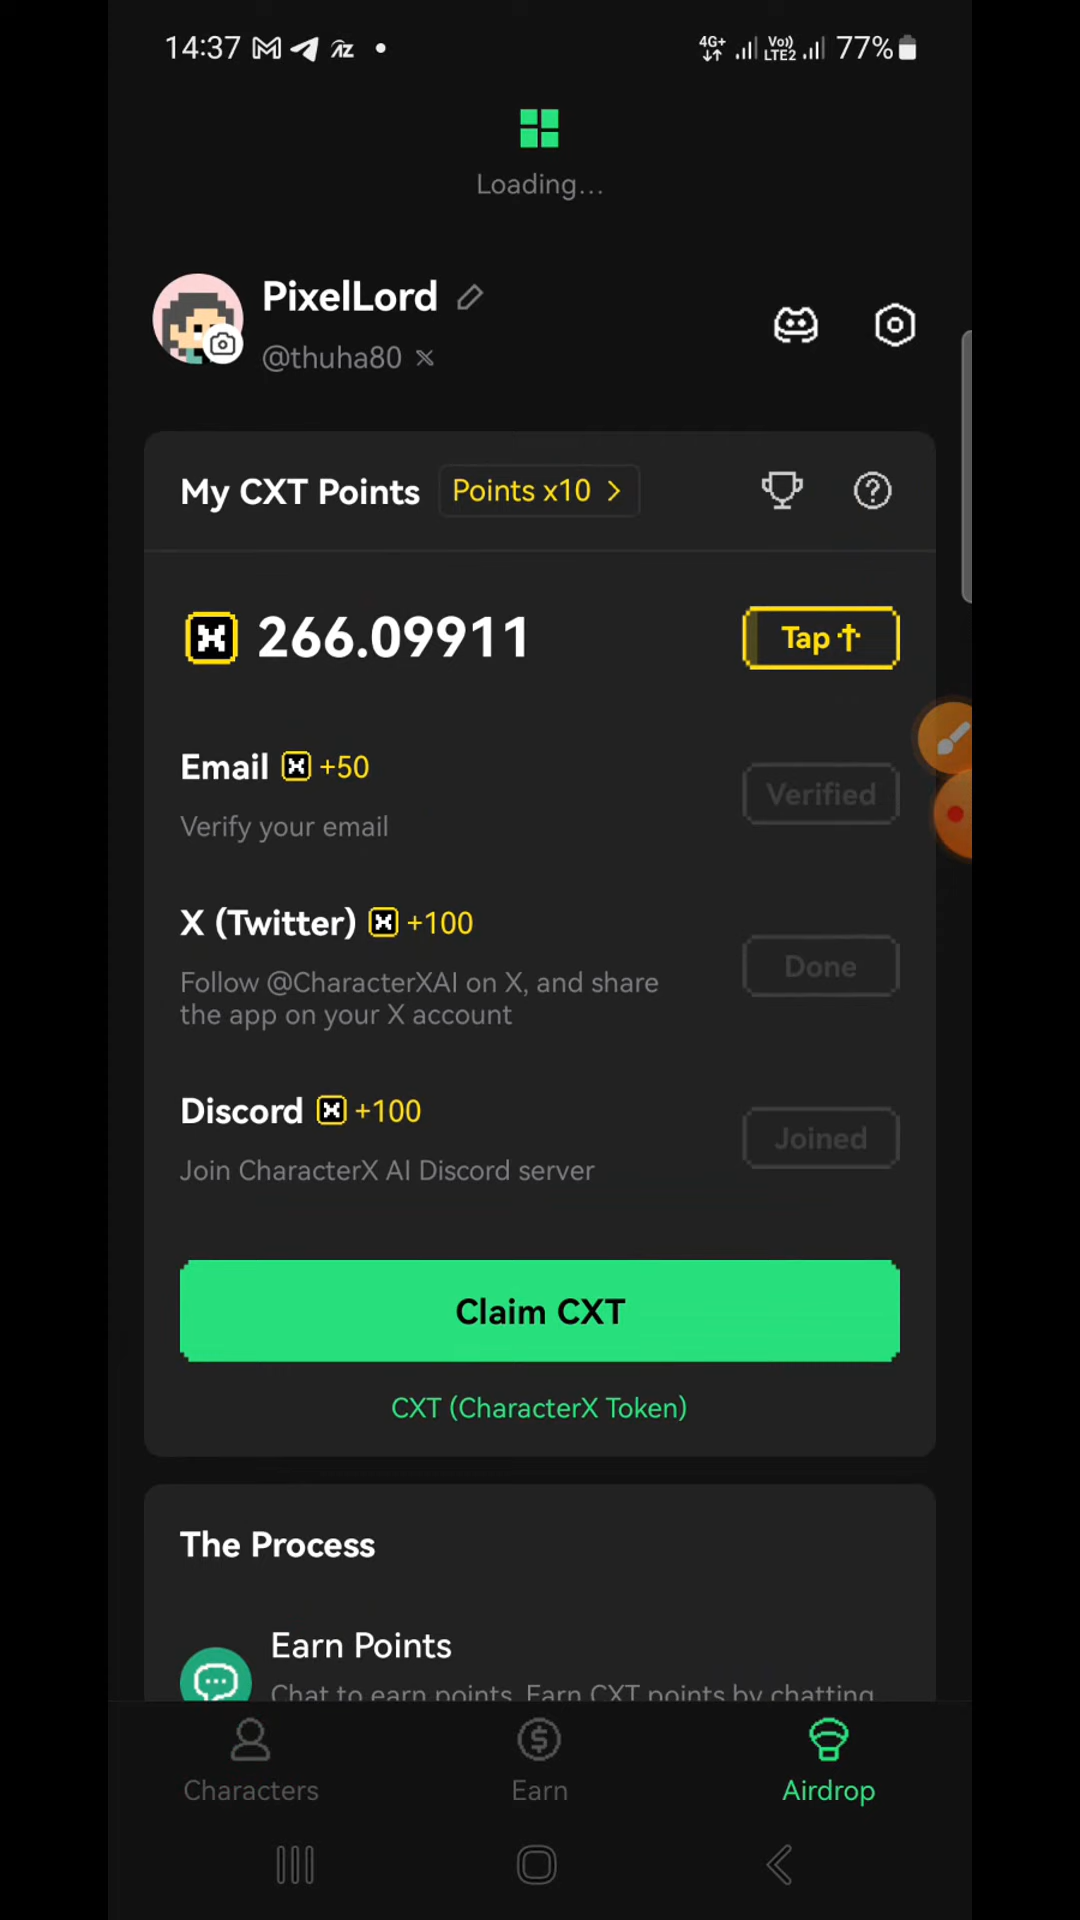 14:37
4G+
Vo))
LTE2
77%
Loading...
PixelLord
@thuha80
My CXT Points
Points x10
266.09911
Tap
Email +50
Verify your email
Verified
X (Twitter) +100
Follow @CharacterXAI on X, and share
the app on your X account
Done
Discord +100
Join CharacterX AI Discord server
Joined
Claim CXT
CXT (CharacterX Token)
The Process
Earn Points
Chat to earn points. Earn CXT points by chatting
Characters
Earn
Airdrop